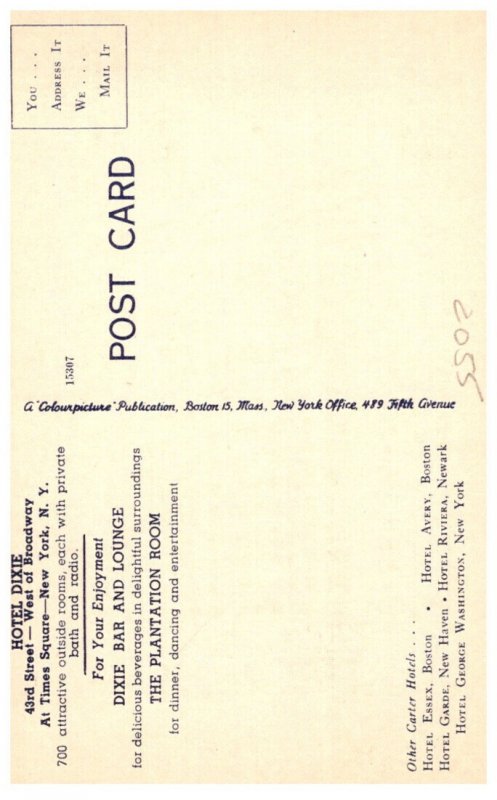 HOTEL DIXIE
43rd Street — West of Broadway
At Times Square—New York, N. Y.
700 attractive outside rooms, each with private
bath and radio.
For Your Enjoyment
DIXIE BAR AND LOUNGE
for delicious beverages in delightful surroundings
THE PLANTATION ROOM
for dinner, dancing and entertainment
Other Carter Hotels . . . .
HOTEL ESSEX, Boston • HOTEL AVERY, Boston
HOTEL GARDE, New Haven • HOTEL RIVIERA, Newark
HOTEL GEORGE WASHINGTON, New York
A "Colourpicture" Publication, Boston 15, Mass., New York Office, 489 Fifth Avenue
15307
POST CARD
YOU . . .
ADDRESS IT
WE . . .
MAIL IT